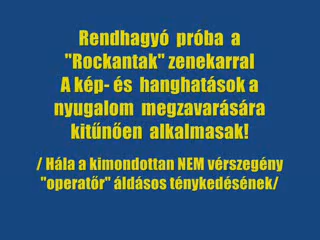 Rendhagyó próba a
"Rockantak" zenekarral
A kép- és hanghatások a
nyugalom megzavarására
kitűnően alkalmasak!
/ Hála a kimondottan NEM vérszegény
"operatőr" áldásos ténykedésének/